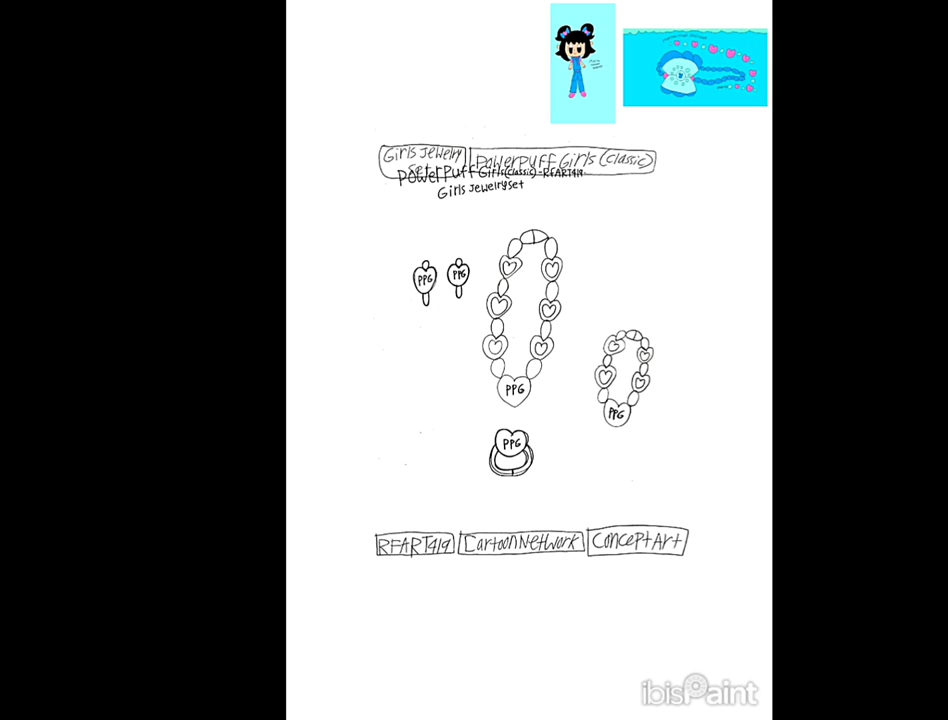 Girls Jewelry
Set
PowerPuff Girls (Classic)
PowerPuff Girls (Classic) - RFART419
Girls Jewelry Set
PPG
PPG
PPG
PPG
PPG
RFART419
Cartoon Network
Concept Art
ibisPaint